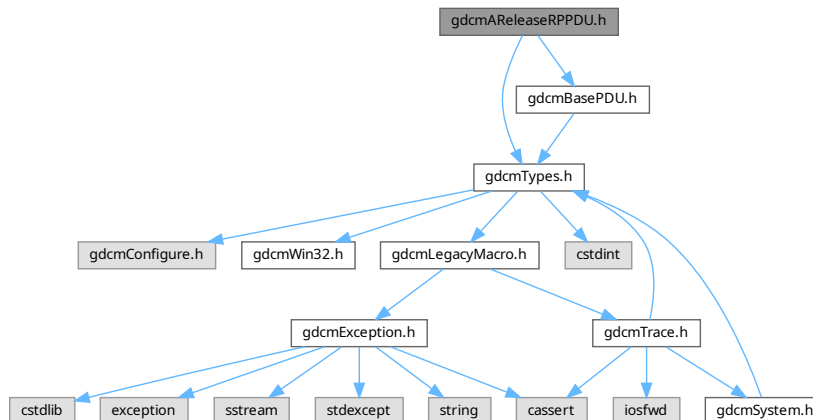 gdcmAReleaseRPPDU.h
gdcmBasePDU.h
gdcmTypes.h
gdcmConfigure.h
gdcmWin32.h
gdcmLegacyMacro.h
cstdint
gdcmException.h
gdcmTrace.h
cstdlib
exception
sstream
stdexcept
string
cassert
iosfwd
gdcmSystem.h